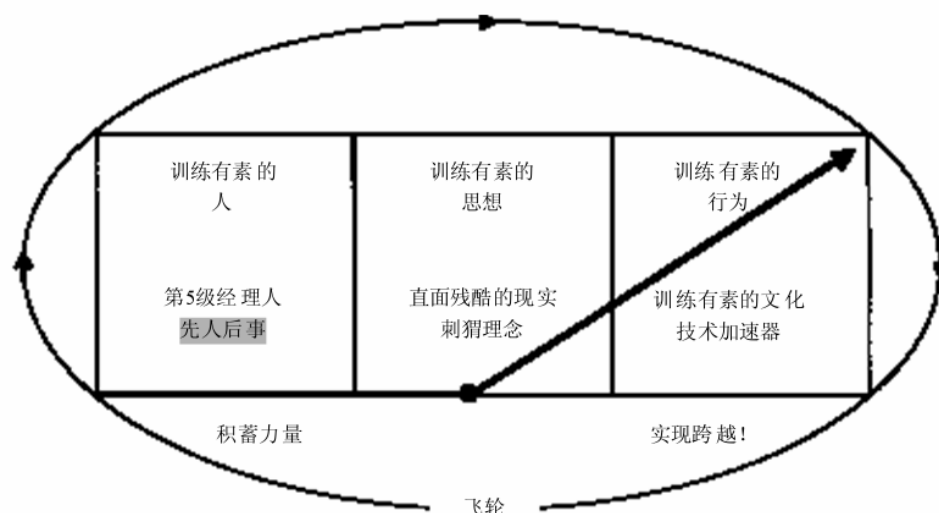 训练有素的
人
第5级经理人
先人后事
训练有素的
思想
直面残酷的现实
刺猬理念
训练有素的
行为
训练有素的文化
技术加速器
积蓄力量
实现跨越！
飞轮